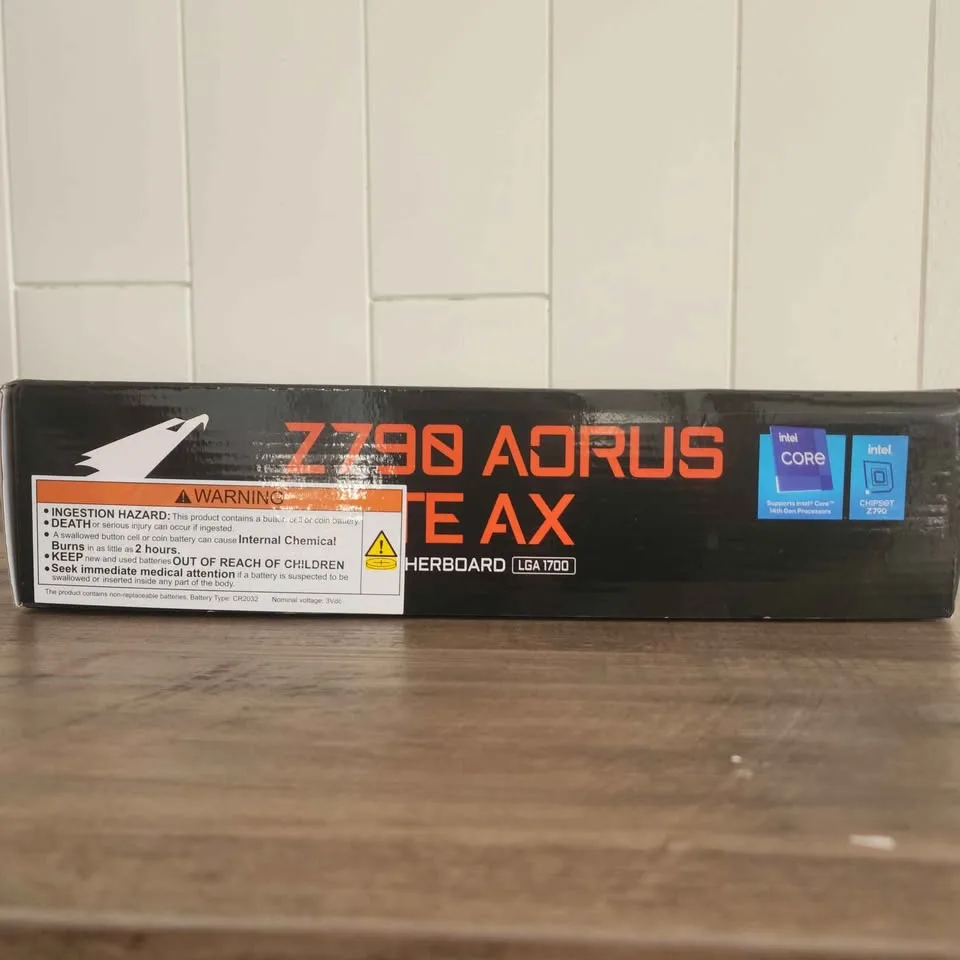 Z790 AORUS
TE AX
HERBOARD LGA 1700
intel
CORE
Supports Intel® Core™
14th Gen Processors
intel
CHIPSET
Z790
WARNING
• INGESTION HAZARD: This product contains a button cell or coin battery.
• DEATH or serious injury can occur if ingested.
• A swallowed button cell or coin battery can cause Internal Chemical
Burns in as little as 2 hours.
• KEEP new and used batteries OUT OF REACH OF CHILDREN
• Seek immediate medical attention if a battery is suspected to be
swallowed or inserted inside any part of the body.
The product contains non-replaceable batteries. Battery Type: CR2032 Nominal voltage: 3Vdc